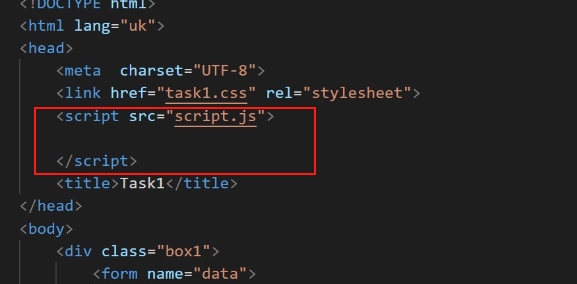 <!DOCTYPE html>
<html lang="uk">
<head>
<meta  charset="UTF-8">
<link href="task1.css" rel="stylesheet">
<script src="script.js">
</script>
<title>Task1</title>
</head>
<body>
<div class="box1">
<form name="data">